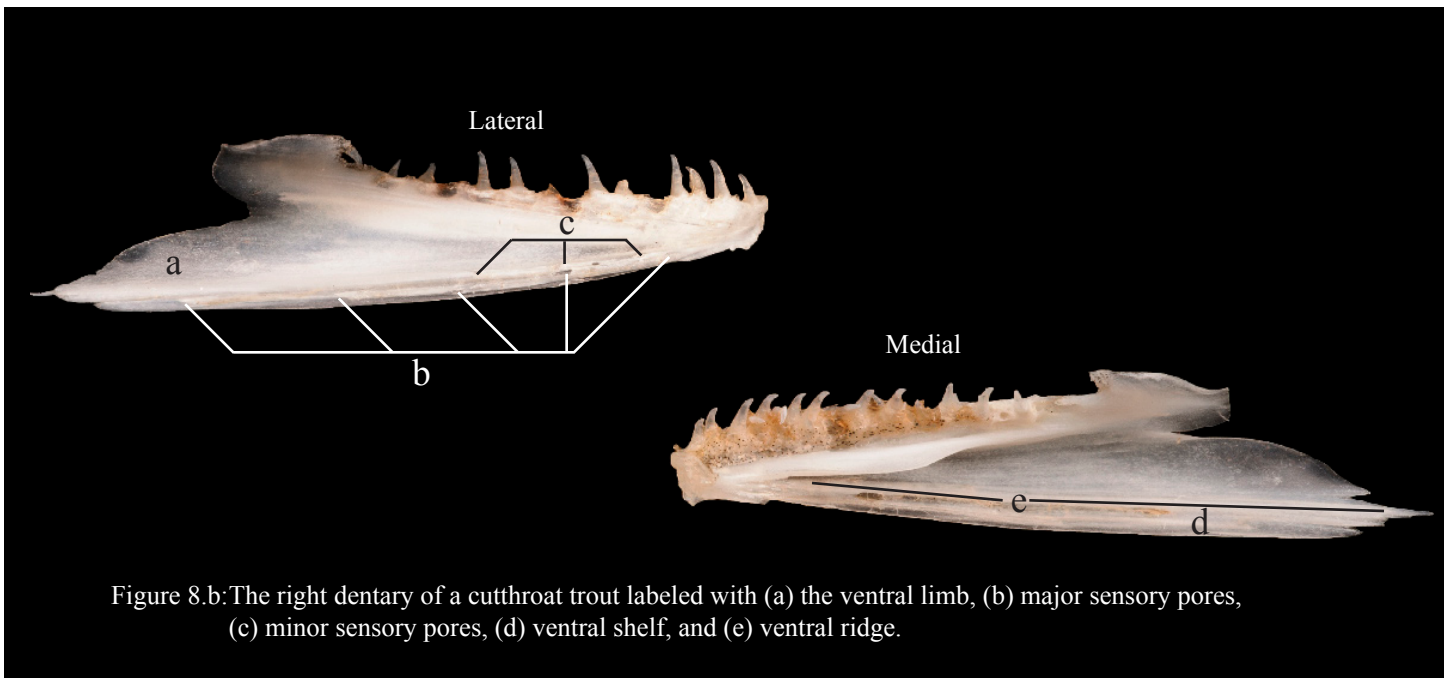 Lateral
c
a
b
Medial
e
d
Figure 8.b:The right dentary of a cutthroat trout labeled with (a) the ventral limb, (b) major sensory pores,
(c) minor sensory pores, (d) ventral shelf, and (e) ventral ridge.